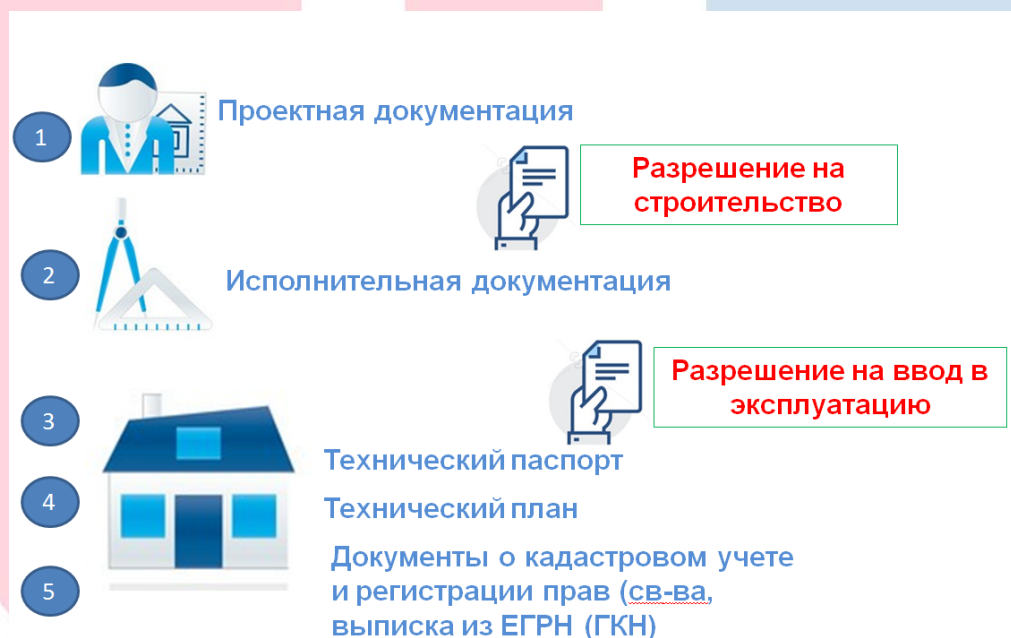 1
Проектная документация
Разрешение на
строительство
2
Исполнительная документация
Разрешение на ввод в
эксплуатацию
3
Технический паспорт
4
Технический план
5
Документы о кадастровом учете
и регистрации прав (св-ва,
выписка из ЕГРН (ГКН)